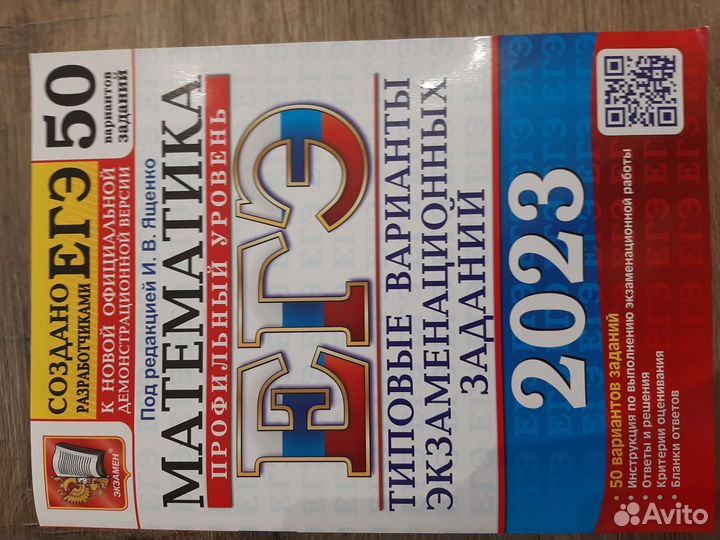 СОЗДАНО
РАЗРАБОТЧИКАМИ
ЕГЭ
50
вариантов
заданий
К НОВОЙ ОФИЦИАЛЬНОЙ
ДЕМОНСТРАЦИОННОЙ ВЕРСИИ
ЭКЗАМЕН
Под редакцией И. В. Ященко
МАТЕМАТИКА
ПРОФИЛЬНЫЙ УРОВЕНЬ
ЕГЭ
ТИПОВЫЕ ВАРИАНТЫ
ЭКЗАМЕНАЦИОННЫХ
ЗАДАНИЙ
2023
• 50 вариантов заданий
• Инструкция по выполнению экзаменационной работы
• Ответы и решения
• Критерии оценивания
• Бланки ответов
Avito